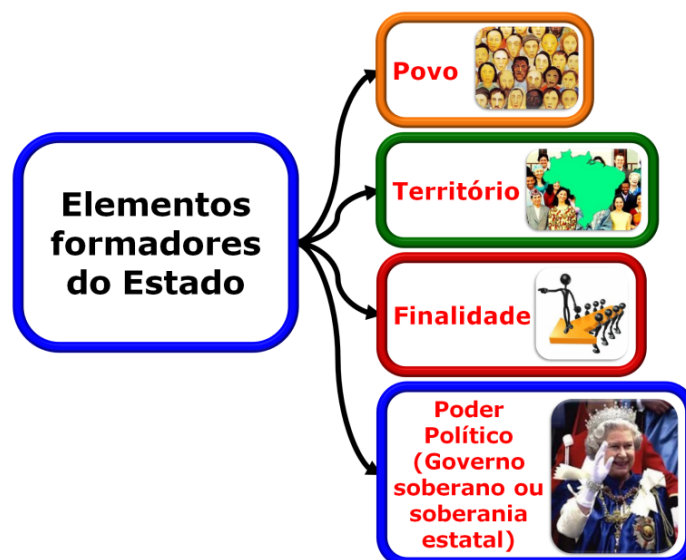 Elementos
formadores
do Estado
Povo
Território
Finalidade
Poder
Político
(Governo
soberano ou
soberania
estatal)